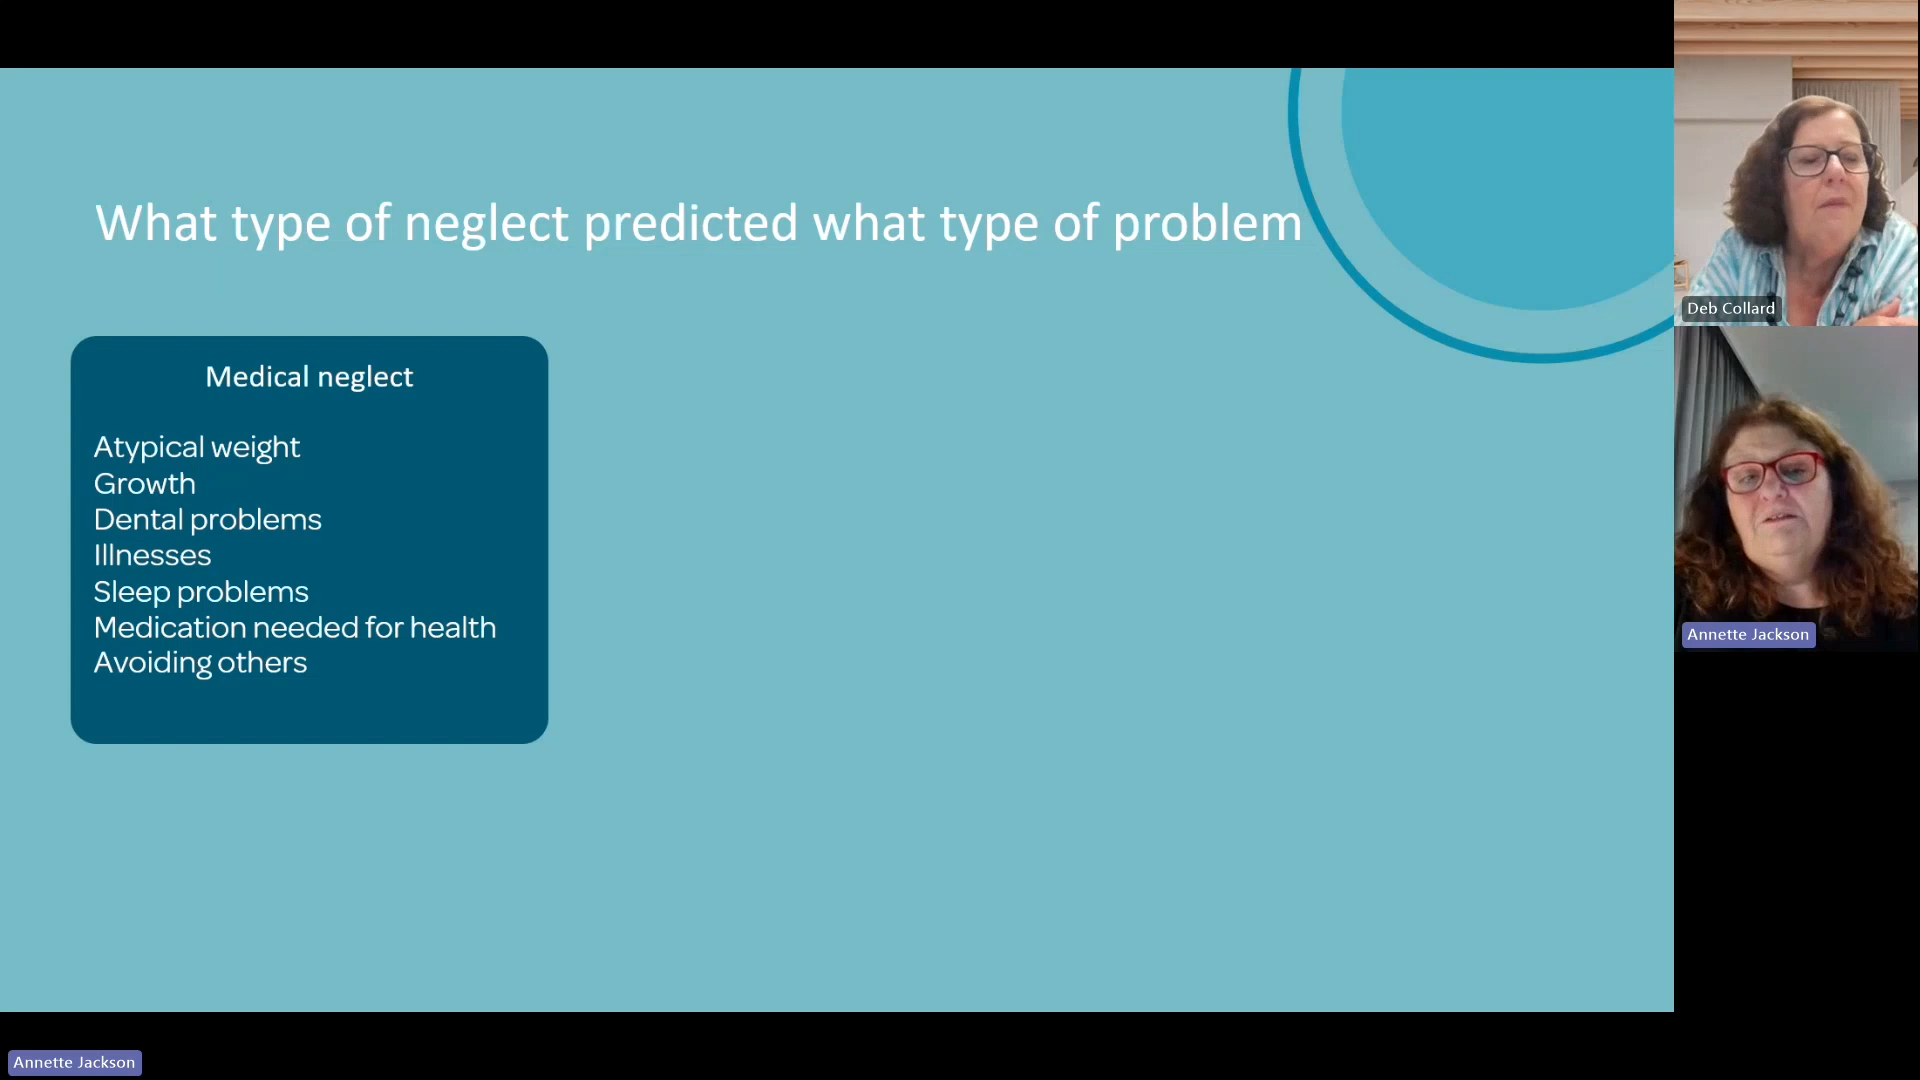 What type of neglect predicted what type of problem
Medical neglect
Atypical weight
Growth
Dental problems
Illnesses
Sleep problems
Medication needed for health
Avoiding others
Deb Collard
Annette Jackson
Annette Jackson